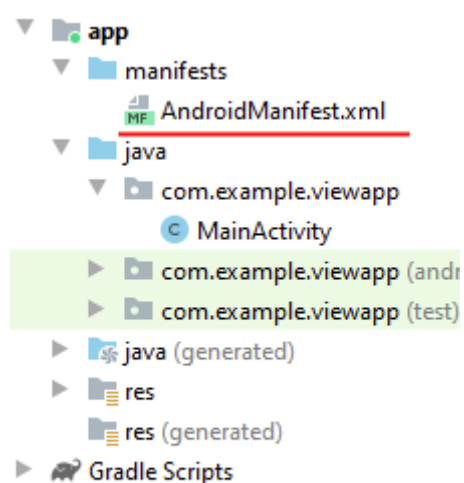 app
manifests
MF AndroidManifest.xml
java
com.example.viewapp
C MainActivity
com.example.viewapp
com.example.viewapp (test)
java (generated)
res
res (generated)
Gradle Scripts